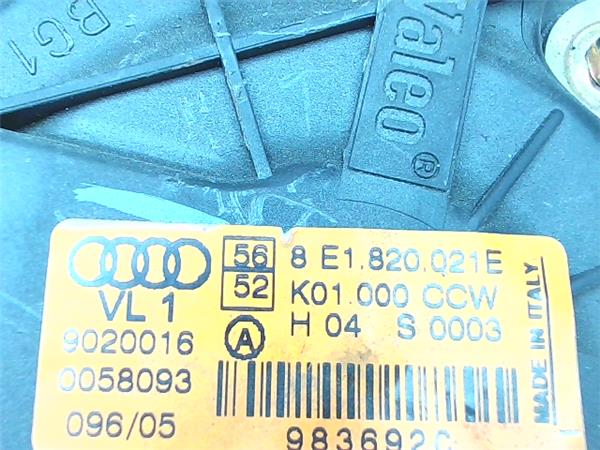 BG1
Valeo®
56 8 E1.820.021E
52 K01.000 CCW
VL 1 H 04 S 0003
9020016 A
0058093
096/05
MADE IN ITALY